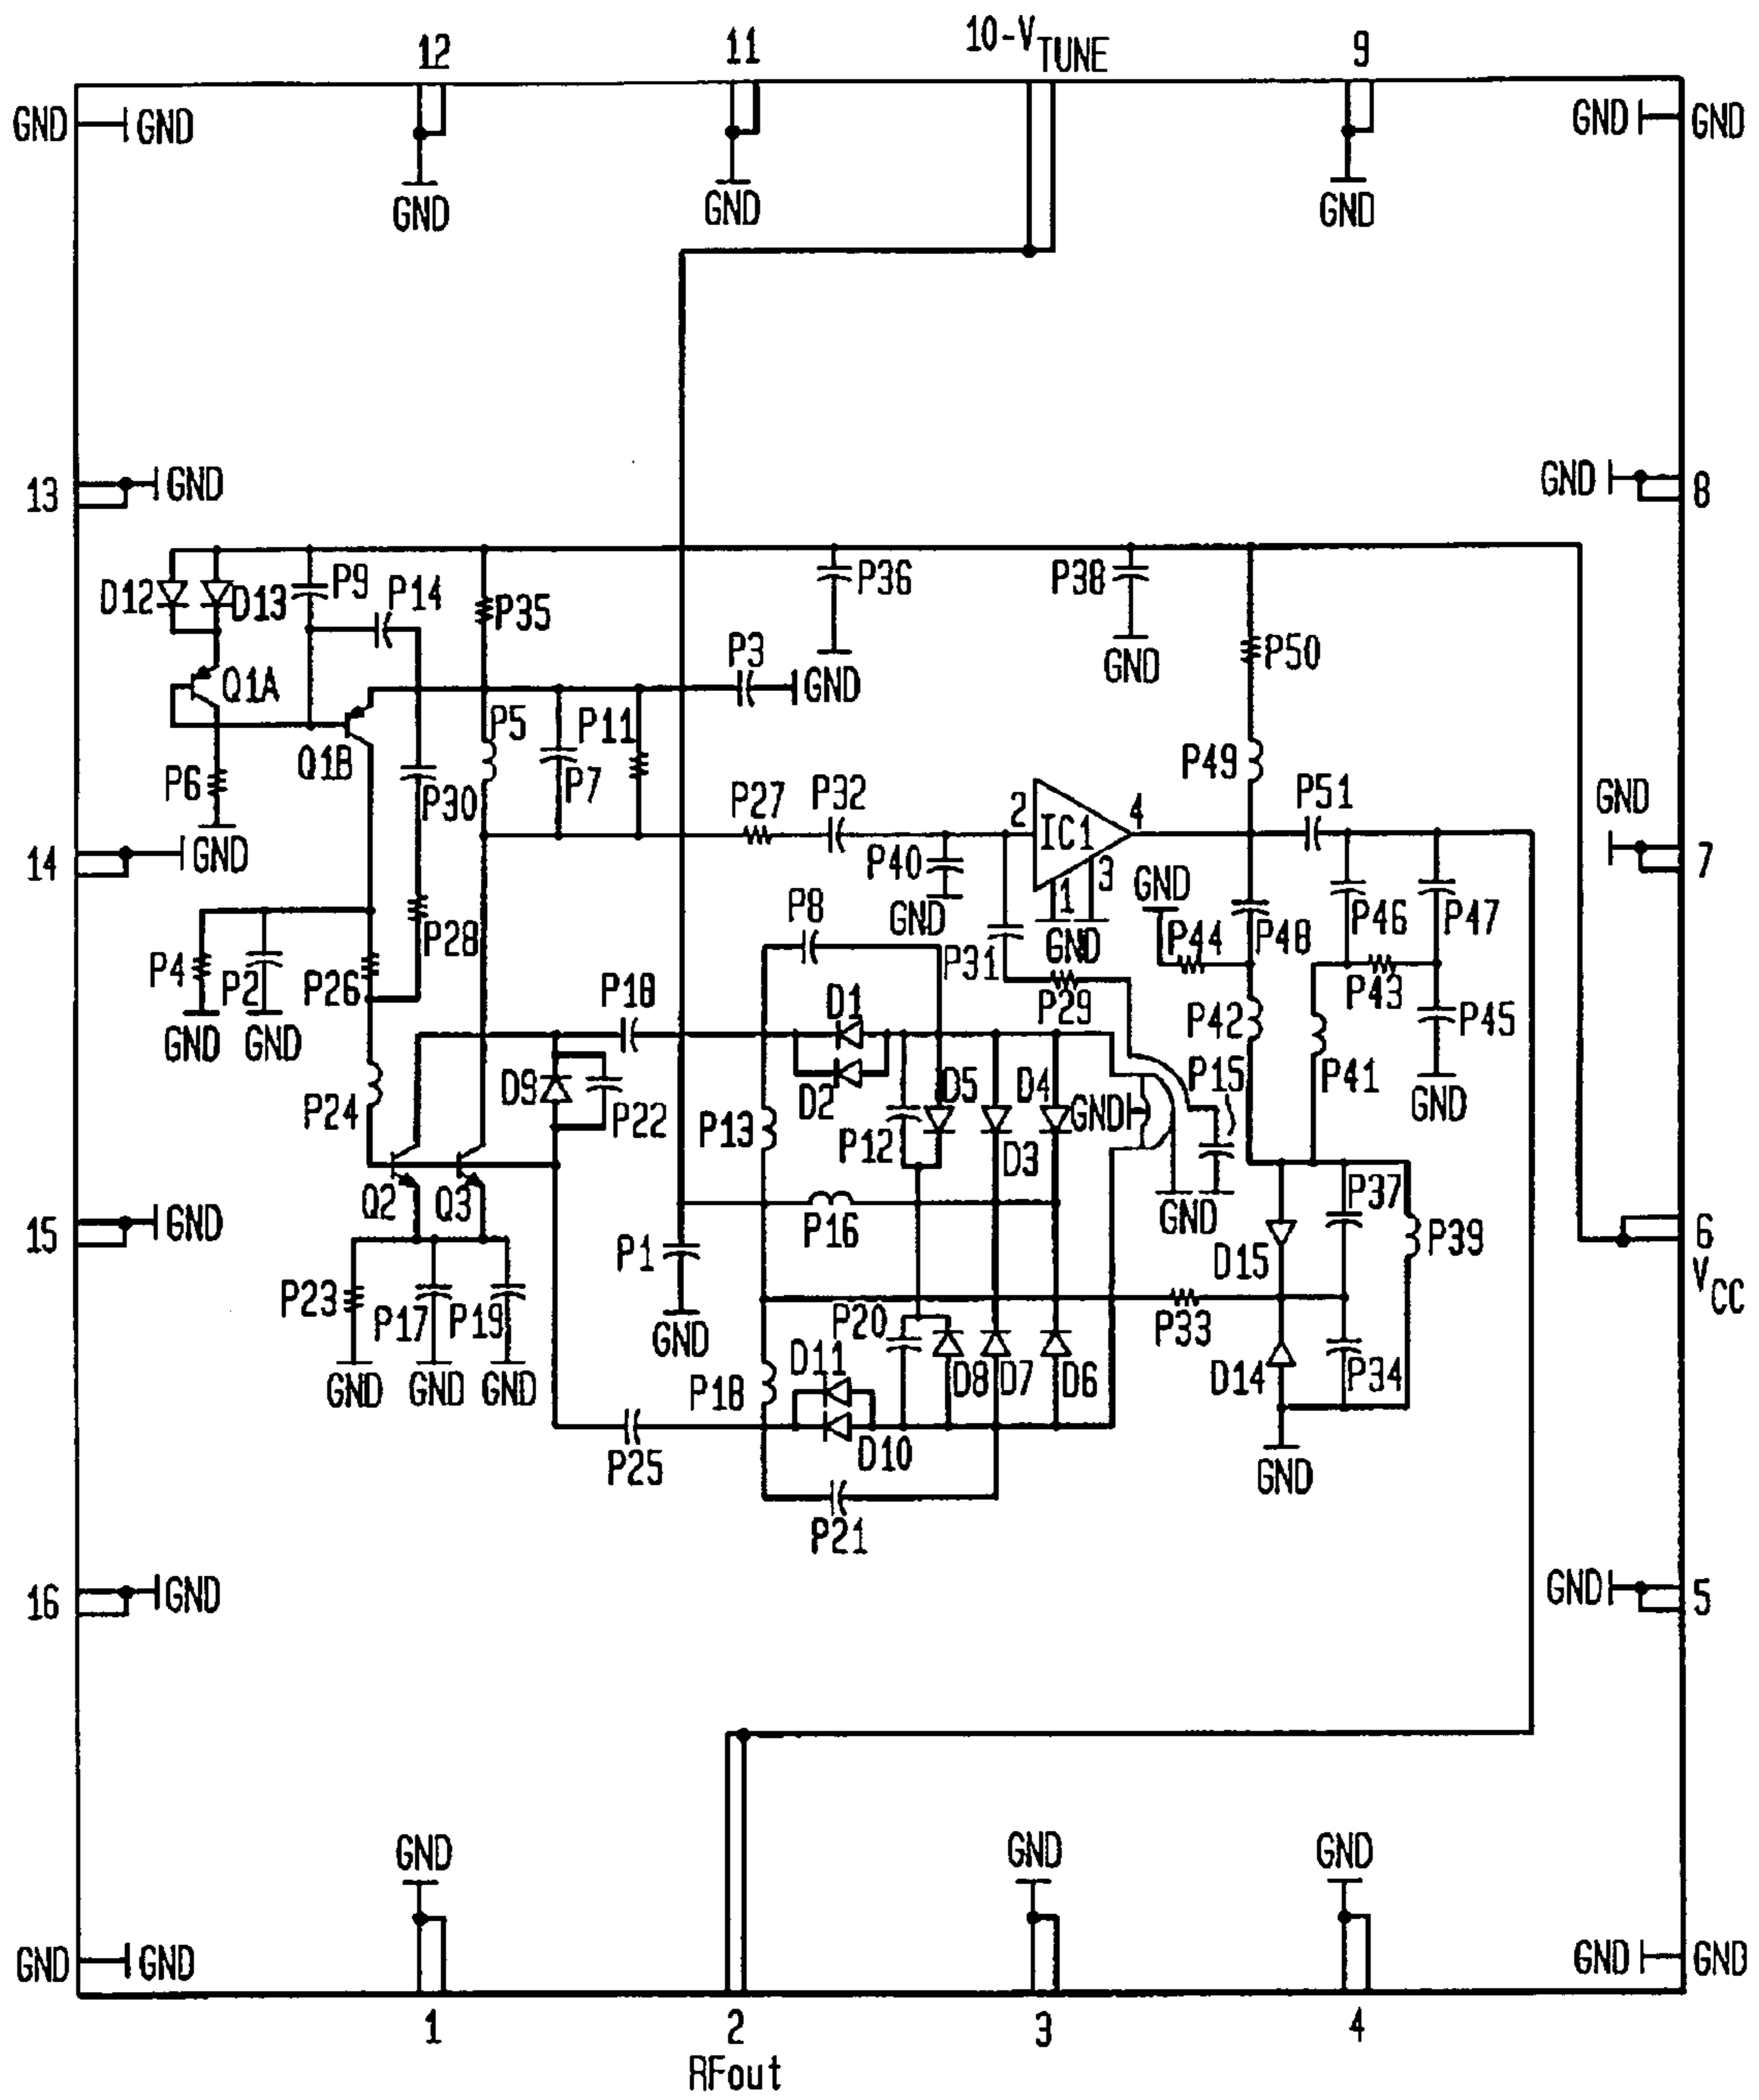 12
11
10-VTUNE
9
GND
GND
GND
GND
GND
GND
GND
13
GND
GND
8
D12
D13
P9
P14
P35
P36
P38
P50
Q1A
P3
GND
GND
Q1B
P5
P11
P6
P30
P7
P27
P32
2
IC1
4
P49
P51
GND
14
GND
P40
1
3
GND
7
GND
GND
P8
P44
P48
P46
P47
P4
P2
P26
P28
P31
P29
P43
GND
GND
P18
D1
P42
P45
P24
D9
P22
D2
D5
D4
P15
P41
GND
P13
P12
D3
GND
Q2
Q3
P16
GND
P37
P39
15
GND
P1
D15
6
VCC
P23
P17
P19
GND
P20
P33
GND
GND
GND
D11
P18
D8
D7
D6
D14
P34
P25
D10
GND
P21
16
GND
GND
5
GND
GND
GND
GND
GND
GND
GND
1
2
3
4
RFout